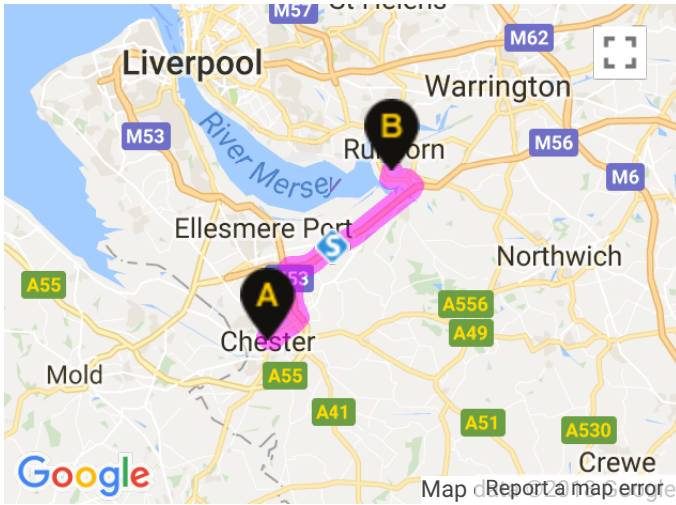 M57
St Helens
M62
Liverpool
Warrington
B
M53
Runcorn
M56
River Mersey
M6
Ellesmere Port
S
Northwich
A55
M53
A
A556
A49
Chester
Mold
A55
A41
A51
A530
Crewe
Google
Map data ©2018 Google
Report a map error